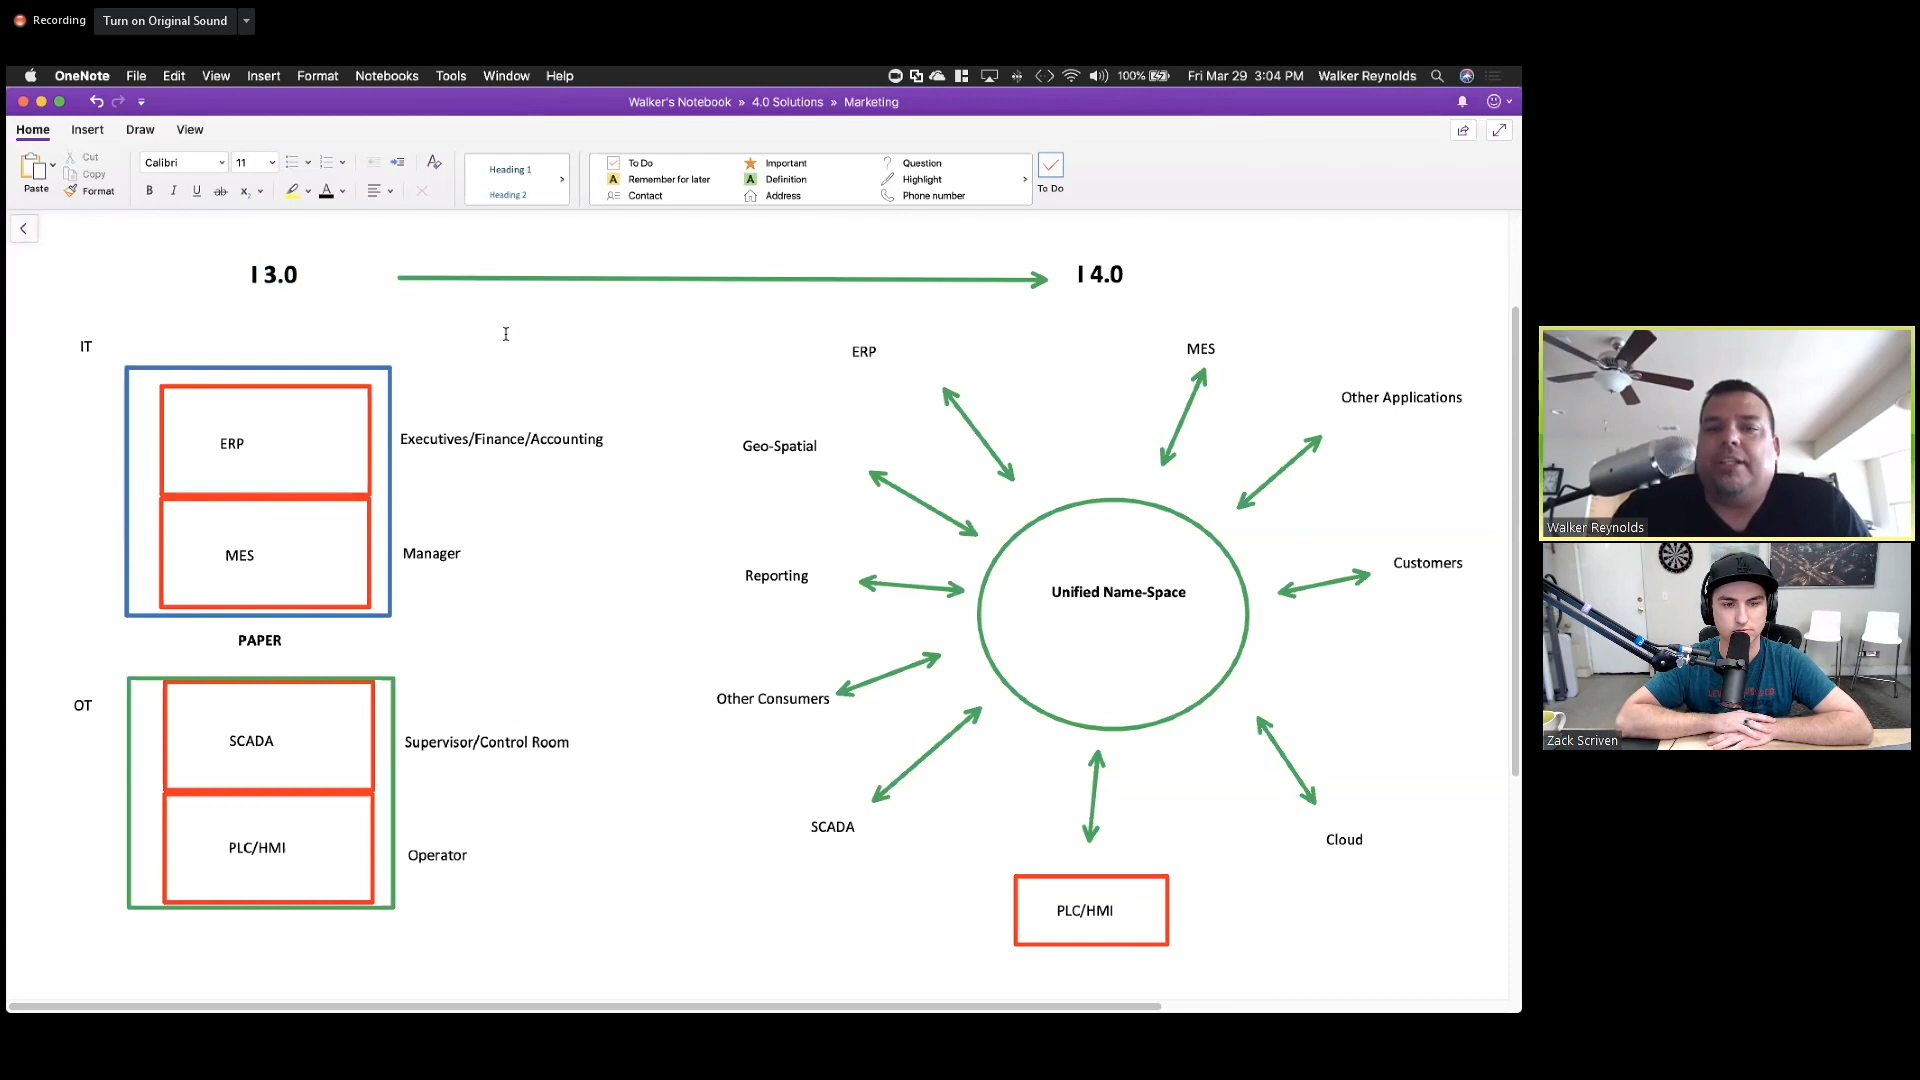 Recording
Turn on Original Sound
OneNote File Edit View Insert Format Notebooks Tools Window Help
100% Fri Mar 29 3:04 PM Walker Reynolds
Walker's Notebook » 4.0 Solutions » Marketing
Home Insert Draw View
Paste
Cut
Copy
Format
Calibri 11
B I U ab x₂ A
Heading 1
Heading 2
To Do Important Question
Remember for later Definition Highlight
Contact Address Phone number
To Do
I 3.0
I 4.0
IT
ERP
Executives/Finance/Accounting
MES
Manager
PAPER
OT
SCADA
Supervisor/Control Room
PLC/HMI
Operator
ERP
MES
Other Applications
Geo-Spatial
Reporting
Unified Name-Space
Customers
Other Consumers
SCADA
Cloud
PLC/HMI
Walker Reynolds
Zack Scriven